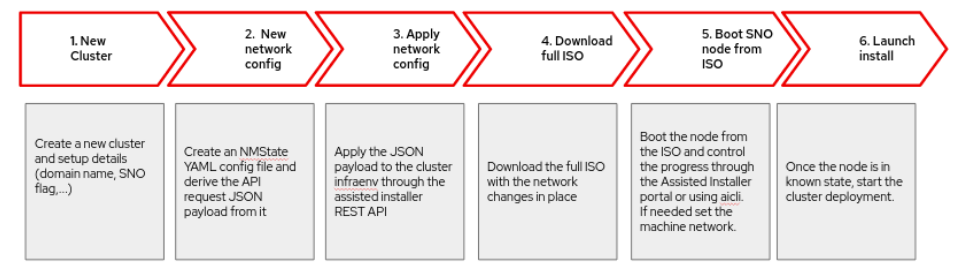 1. New
Cluster
2. New
network
config
3. Apply
network
config
4. Download
full ISO
5. Boot SNO
node from
ISO
6. Launch
install
Create a new cluster
and setup details
(domain name, SNO
flag,...)
Create an NMState
YAML config file and
derive the API
request JSON
payload from it
Apply the JSON
payload to the cluster
infraenv through the
assisted installer
REST API
Download the full ISO
with the network
changes in place
Boot the node from
the ISO and control
the progress through
the Assisted Installer
portal or using aicli.
If needed set the
machine network.
Once the node is in
known state, start the
cluster deployment.